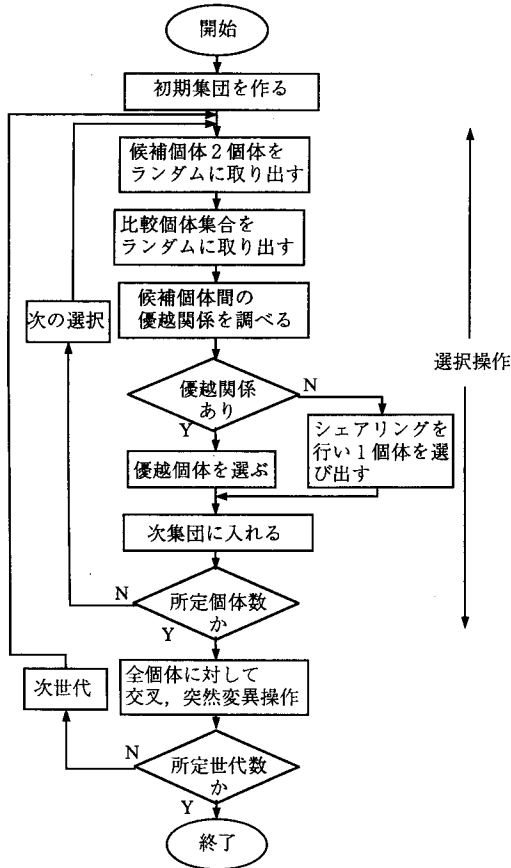 開始
初期集団を作る
候補個体2個体を
ランダムに取り出す
比較個体集合を
ランダムに取り出す
候補個体間の
優越関係を調べる
次の選択
選択操作
優越関係
あり
N
Y
シェアリングを
行い1個体を選
び出す
優越個体を選ぶ
次集団に入れる
所定個体数
か
N
Y
全個体に対して
交叉，突然変異操作
次世代
所定世代数
か
N
Y
終了